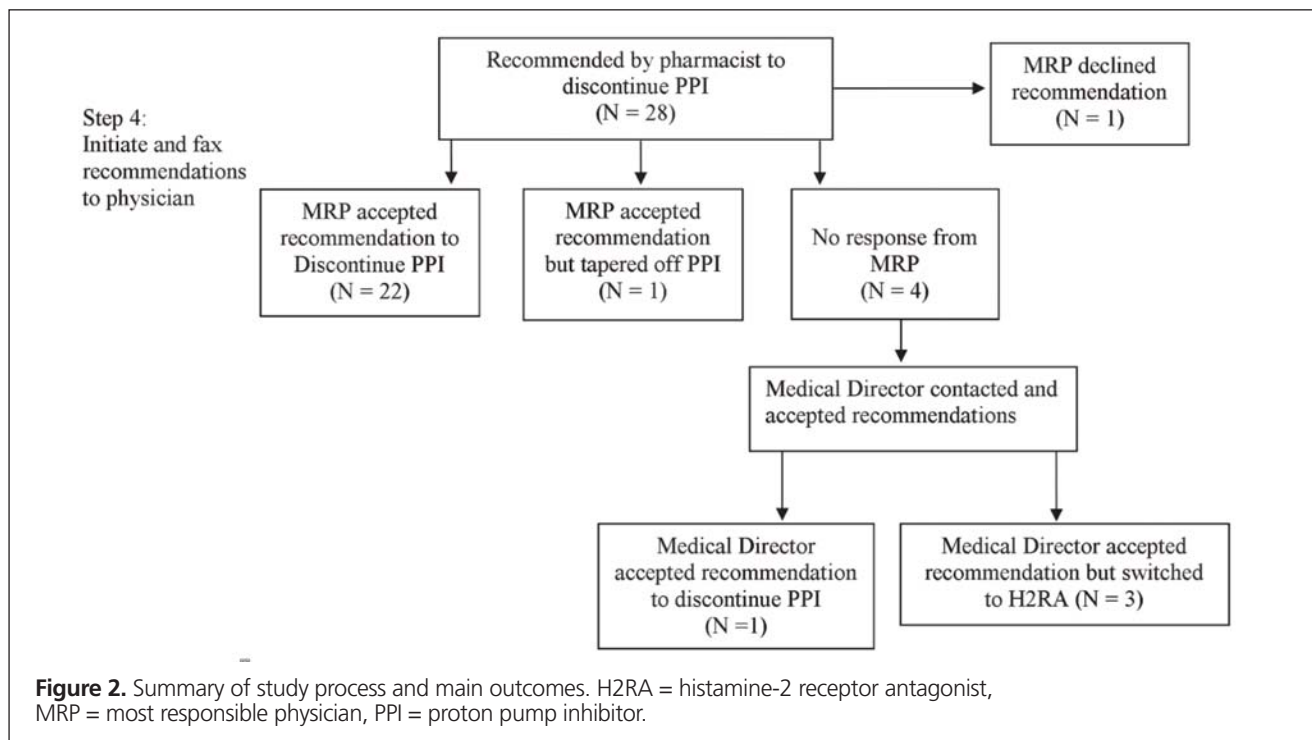 Recommended by pharmacist to
discontinue PPI
(N = 28)
MRP declined
recommendation
(N = 1)
Step 4:
Initiate and fax
recommendations
to physician
MRP accepted
recommendation to
Discontinue PPI
(N = 22)
MRP accepted
recommendation
but tapered off PPI
(N = 1)
No response from
MRP
(N = 4)
Medical Director contacted and
accepted recommendations
Medical Director
accepted recommendation
to discontinue PPI
(N =1)
Medical Director accepted
recommendation but switched
to H2RA (N = 3)
Figure 2. Summary of study process and main outcomes. H2RA = histamine-2 receptor antagonist,
MRP = most responsible physician, PPI = proton pump inhibitor.